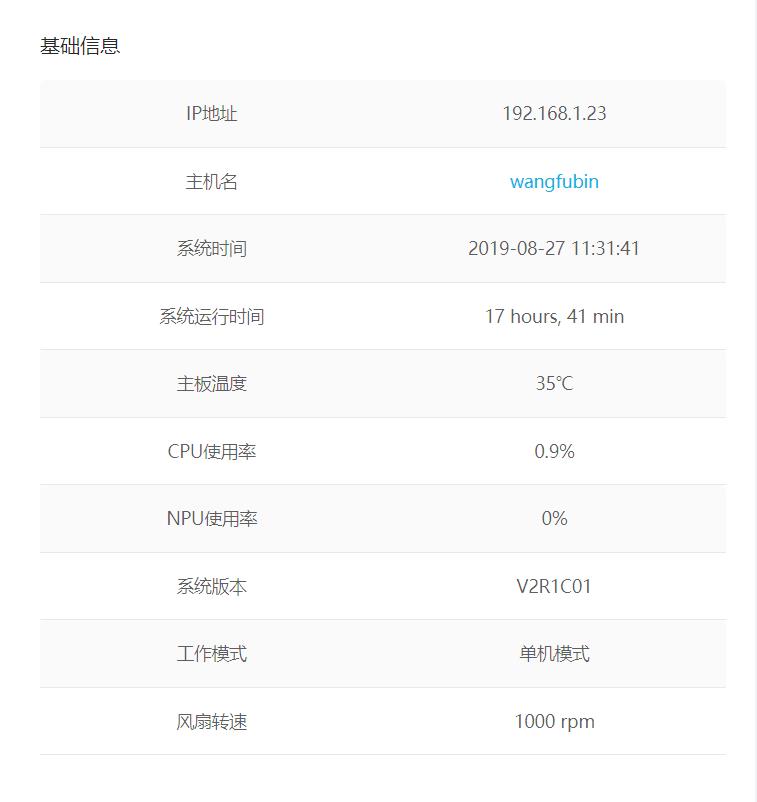 基础信息
IP地址 192.168.1.23
主机名 wangfubin
系统时间 2019-08-27 11:31:41
系统运行时间 17 hours, 41 min
主板温度 35℃
CPU使用率 0.9%
NPU使用率 0%
系统版本 V2R1C01
工作模式 单机模式
风扇转速 1000 rpm